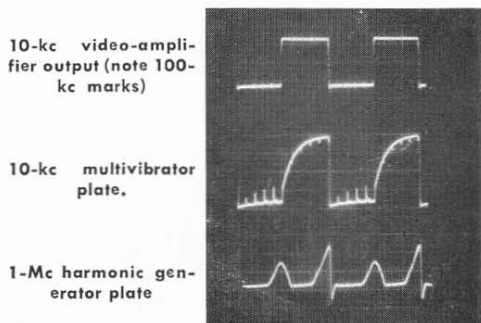 10-kc video-ampli-
fier output (note 100-
kc marks)
10-kc multivibrator
plate.
1-Mc harmonic gen-
erator plate